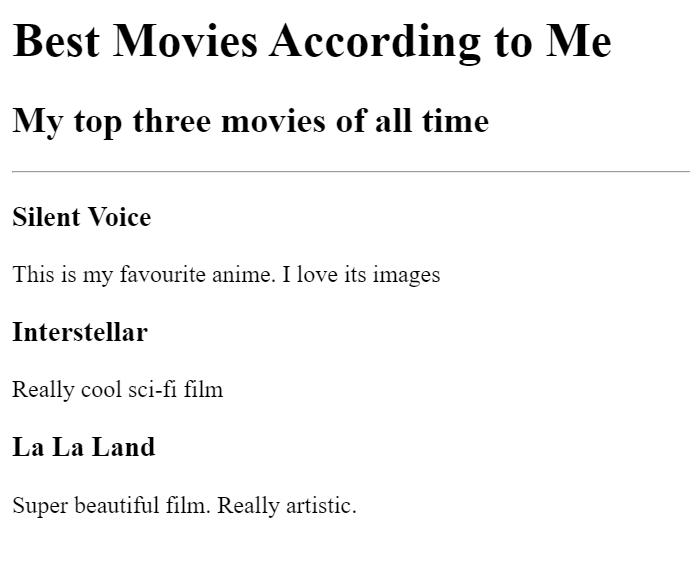 Best Movies According to Me
My top three movies of all time
Silent Voice
This is my favourite anime. I love its images
Interstellar
Really cool sci-fi film
La La Land
Super beautiful film. Really artistic.